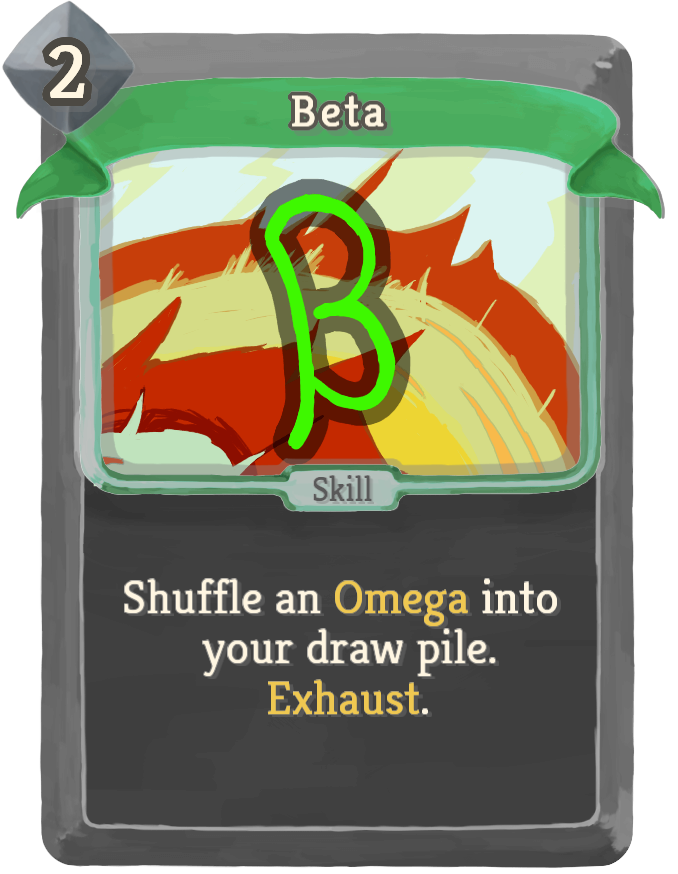 2
Beta
β
Skill
Shuffle an Omega into
your draw pile.
Exhaust.